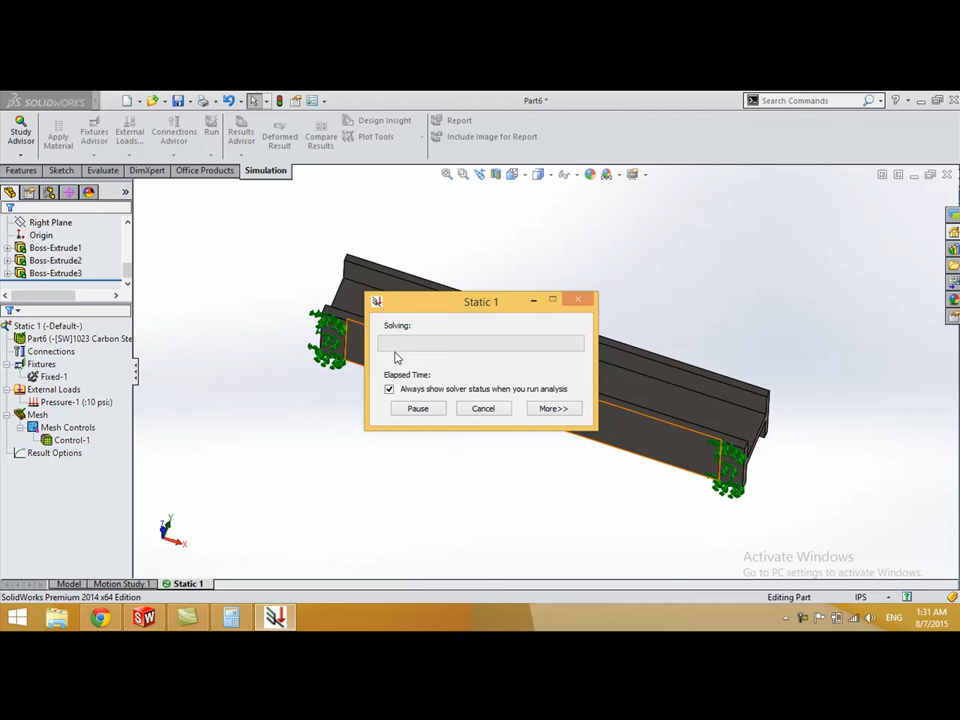 SOLIDWORKS
Part6 *
Search Commands
?
Study Advisor
Apply Material
Fixtures Advisor
External Loads...
Connections Advisor
Run
Results Advisor
Deformed Result
Compare Results
Design Insight
Plot Tools
Report
Include Image for Report
Features
Sketch
Evaluate
DimXpert
Office Products
Simulation
Right Plane
Origin
Boss-Extrude1
Boss-Extrude2
Boss-Extrude3
Static 1 (-Default-)
Part6 (-[SW]1023 Carbon Ste
Connections
Fixtures
Fixed-1
External Loads
Pressure-1 (:10 psi:)
Mesh
Mesh Controls
Control-1
Result Options
Static 1
Solving:
Elapsed Time:
Always show solver status when you run analysis
Pause
Cancel
More>>
Y
Z
X
Activate Windows
Go to PC settings to activate Windows.
Model
Motion Study 1
Static 1
SolidWorks Premium 2014 x64 Edition
Editing Part
IPS
?
SW
ENG
1:31 AM
8/7/2015